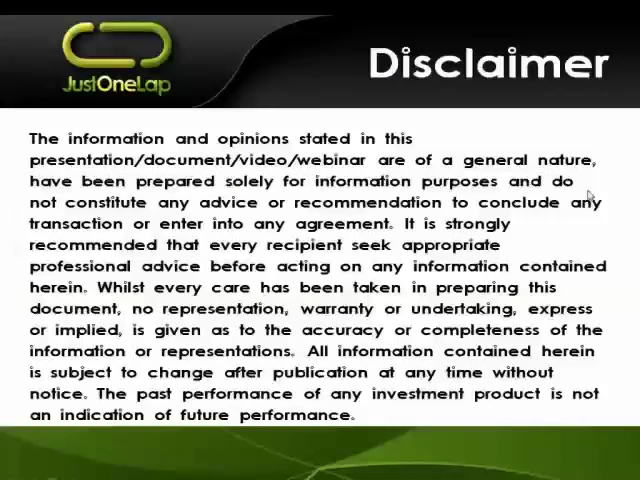 JustOneLap
Disclaimer
The information and opinions stated in this
presentation/document/video/webinar are of a general nature,
have been prepared solely for information purposes and do
not constitute any advice or recommendation to conclude any
transaction or enter into any agreement. It is strongly
recommended that every recipient seek appropriate
professional advice before acting on any information contained
herein. Whilst every care has been taken in preparing this
document, no representation, warranty or undertaking, express
or implied, is given as to the accuracy or completeness of the
information or representations. All information contained herein
is subject to change after publication at any time without
notice. The past performance of any investment product is not
an indication of future performance.